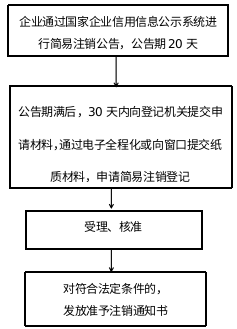 企业通过国家企业信用信息公示系统进
行简易注销公告，公告期 20 天
公告期满后，30 天内向登记机关提交申
请材料，通过电子全程化或向窗口提交纸
质材料，申请简易注销登记
受理、核准
对符合法定条件的，
发放准予注销通知书